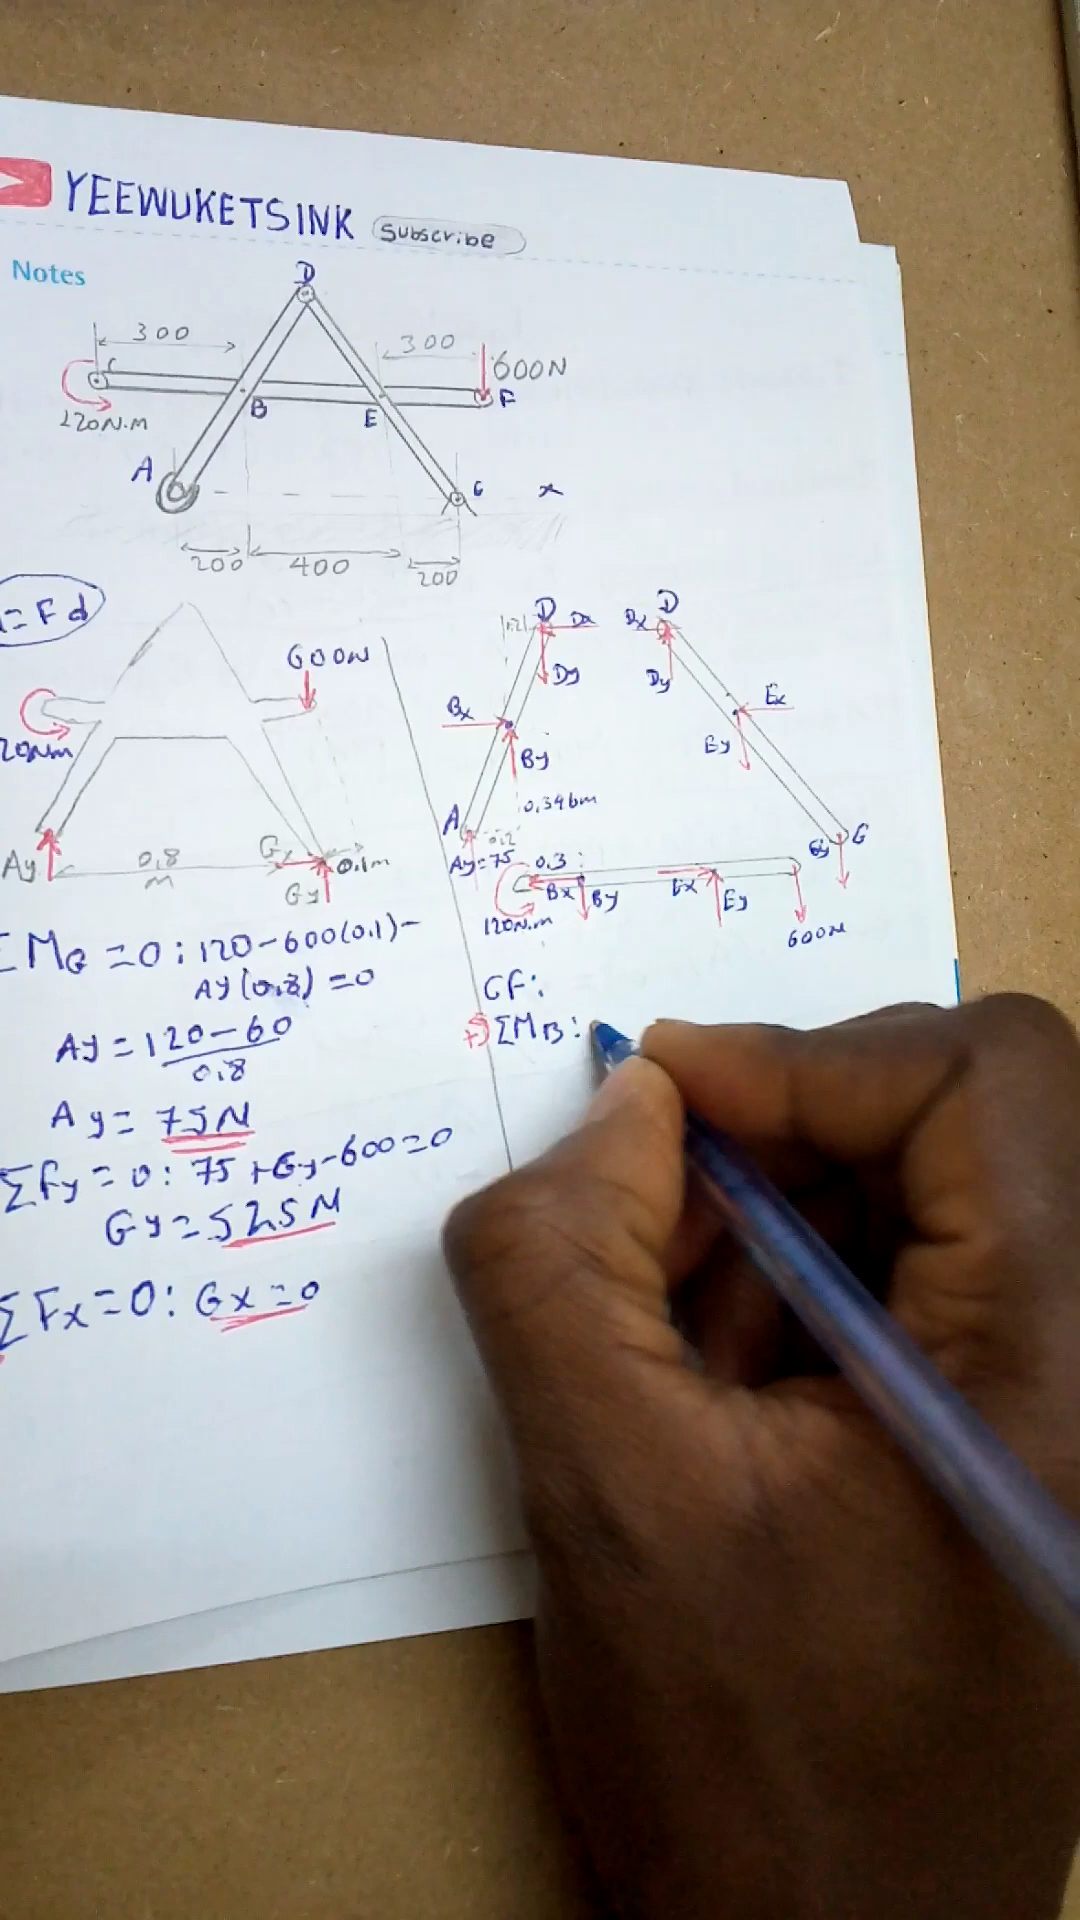 YEEWUKETSINK Subscribe
Notes
D
300
300
600N
C
F
B
E
120N.M
A
G
x
200
400
200
= Fd
600N
20Nm
Ay
0.8
m
Gx
0.1m
Gy
ΣMG = 0 : 120 - 600(0.1) -
Ay(0.8) = 0
Ay = 120 - 60
0.8
Ay = 75N
ΣFy = 0 : 75 + Gy - 600 = 0
Gy = 525N
ΣFx = 0 : Gx = 0
D
Dx
Dy
Bx
By
0.346m
A
0.2
Ay=75
Dx
D
Dy
Ex
Ey
G
Gy
0.3
Bx
By
Ex
Ey
120N.m
600N
CF:
+ ΣMB :